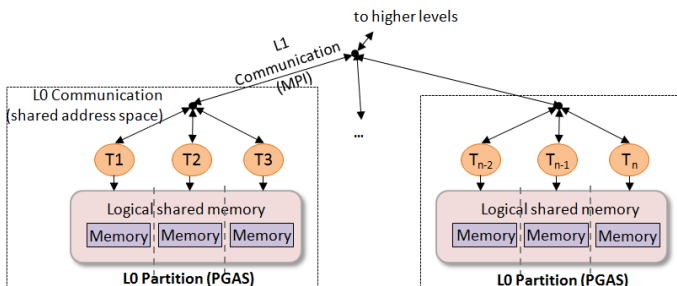 to higher levels
L1
Communication
(MPI)
L0 Communication
(shared address space)
...
T1 T2 T3
Tn-2 Tn-1 Tn
Logical shared memory
Memory Memory Memory
Logical shared memory
Memory Memory Memory
L0 Partition (PGAS)
L0 Partition (PGAS)